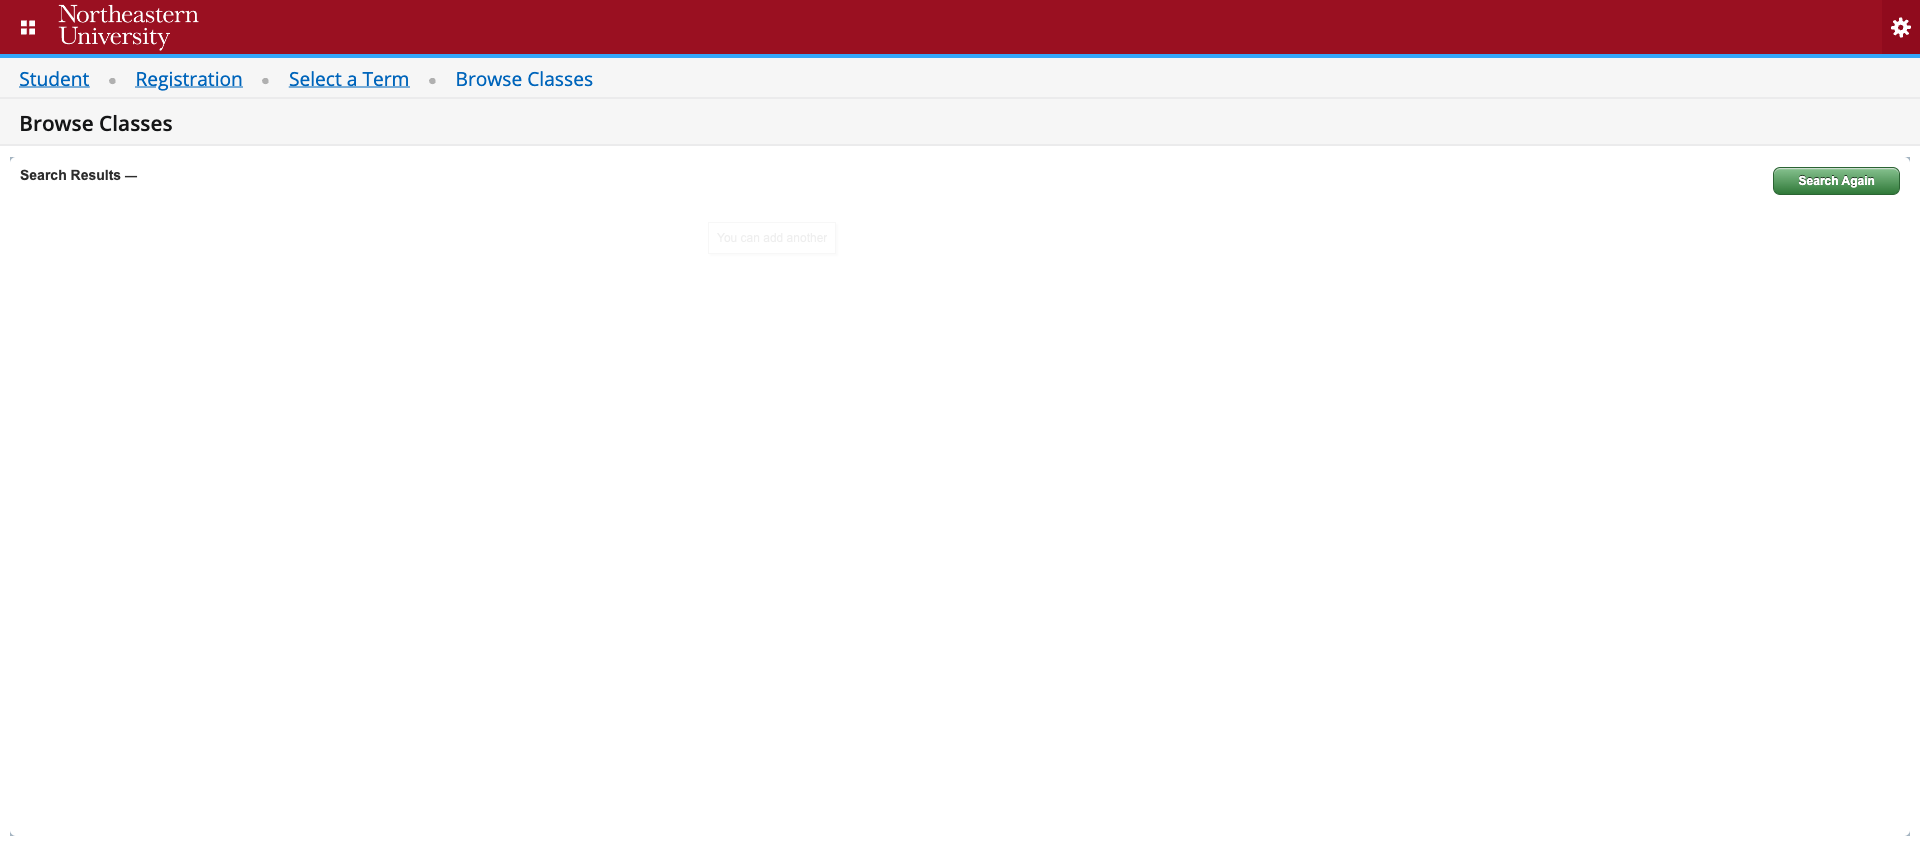 Northeastern
University
Student
Registration
Select a Term
Browse Classes
Browse Classes
Search Results —
Search Again
You can add another